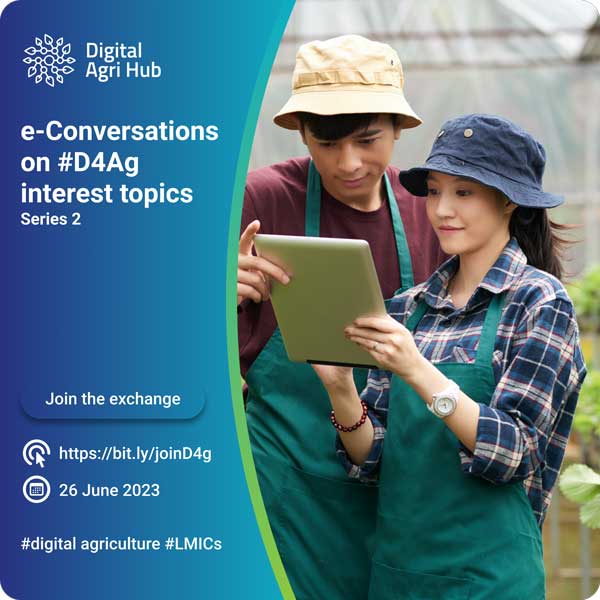 Digital
Agri Hub
e-Conversations
on #D4Ag
interest topics
Series 2
Join the exchange
https://bit.ly/joinD4g
26 June 2023
#digital agriculture #LMICs